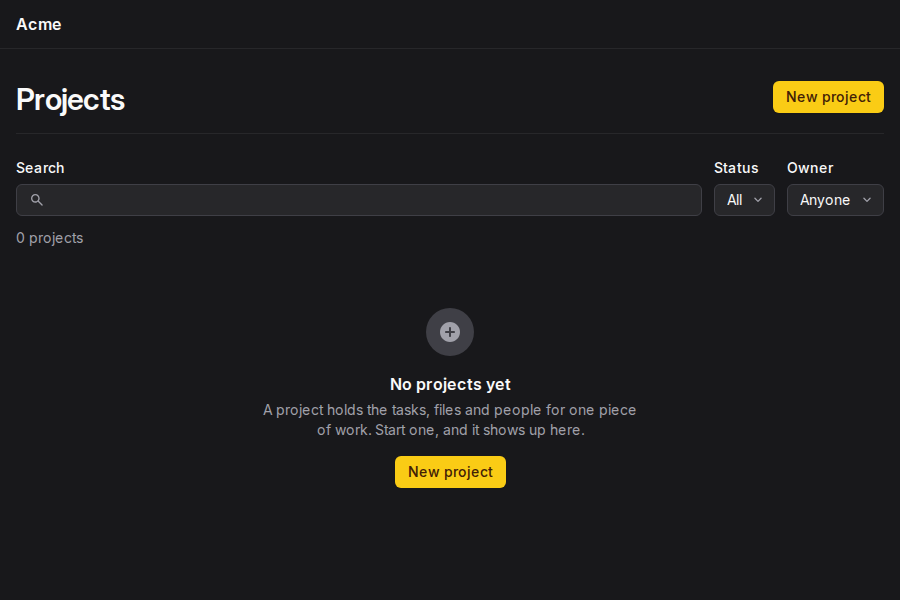 Acme
Projects
New project
Search
Status
Owner
All
Anyone
0 projects
No projects yet
A project holds the tasks, files and people for one piece
of work. Start one, and it shows up here.
New project